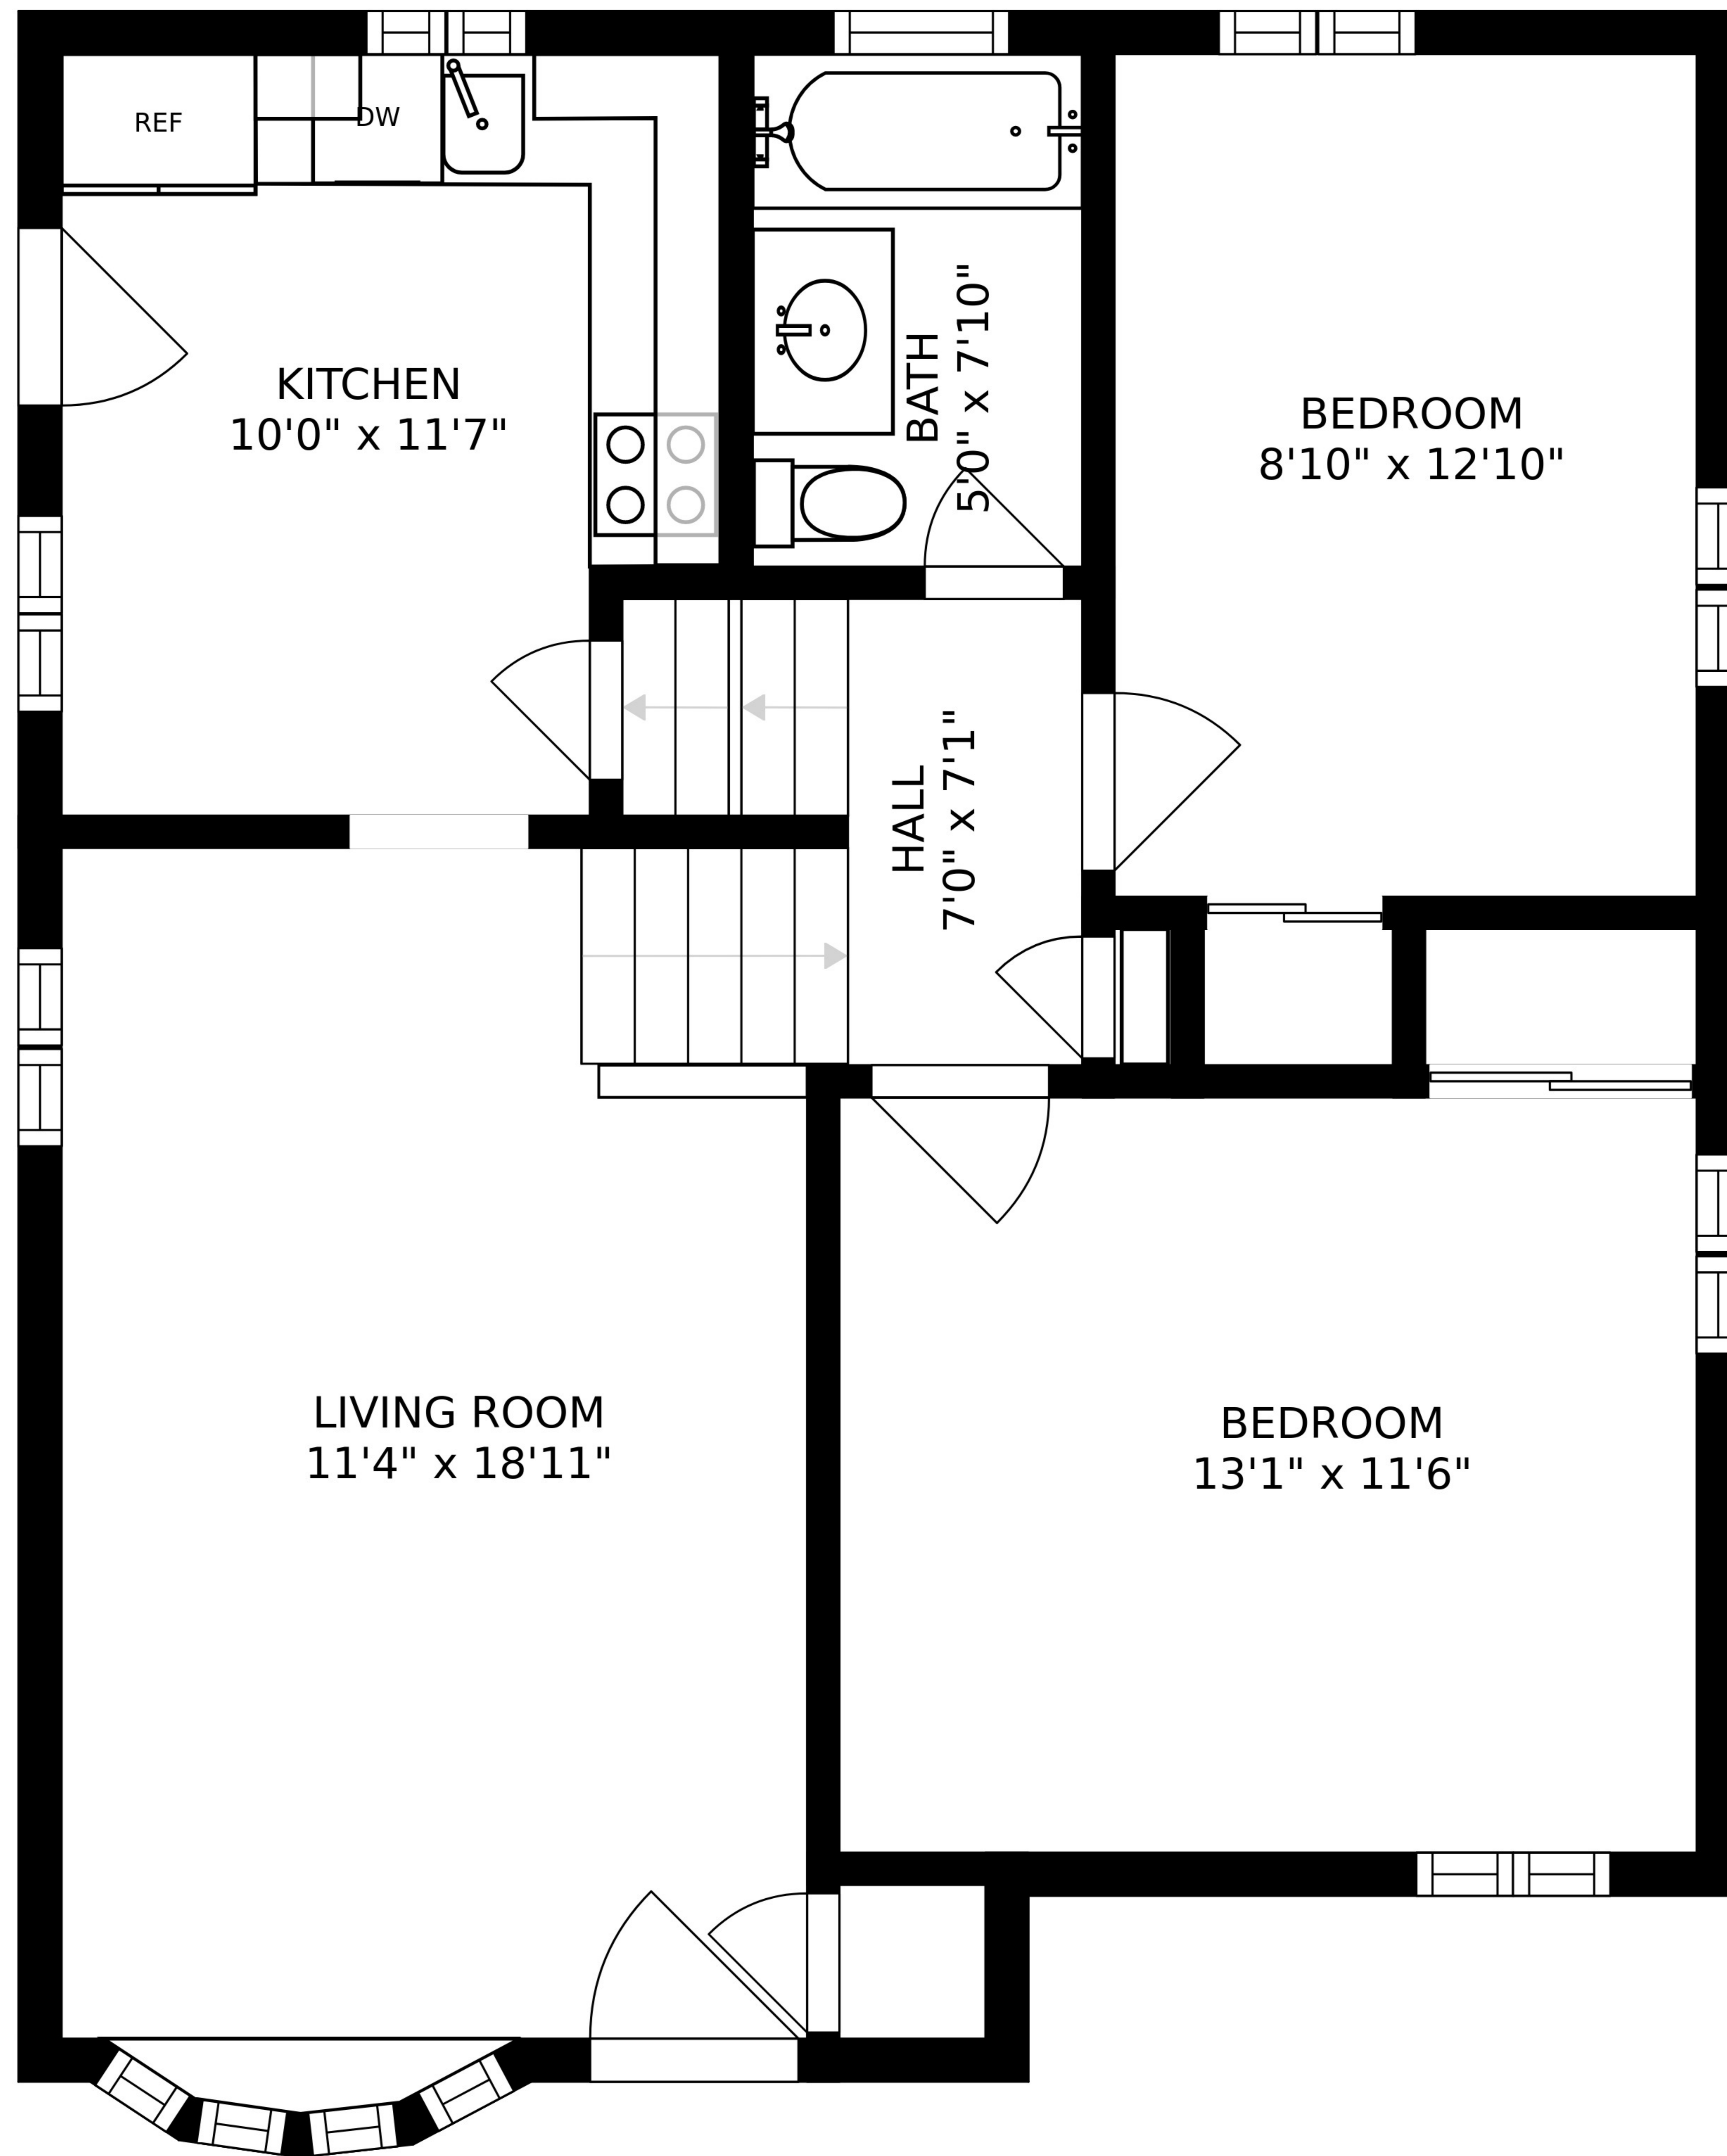 REF
DW
KITCHEN
10'0" x 11'7"
BATH
5'0" x 7'10"
BEDROOM
8'10" x 12'10"
HALL
7'0" x 7'1"
LIVING ROOM
11'4" x 18'11"
BEDROOM
13'1" x 11'6"